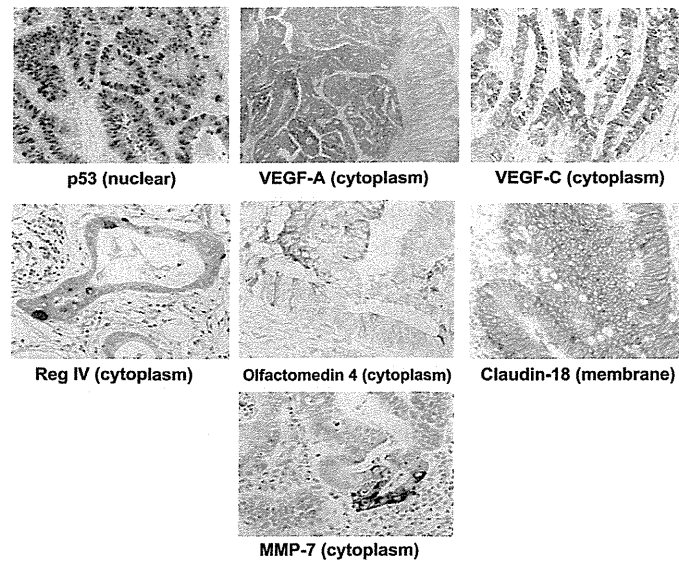 p53 (nuclear)
VEGF-A (cytoplasm)
VEGF-C (cytoplasm)
Reg IV (cytoplasm)
Olfactomedin 4 (cytoplasm)
Claudin-18 (membrane)
MMP-7 (cytoplasm)